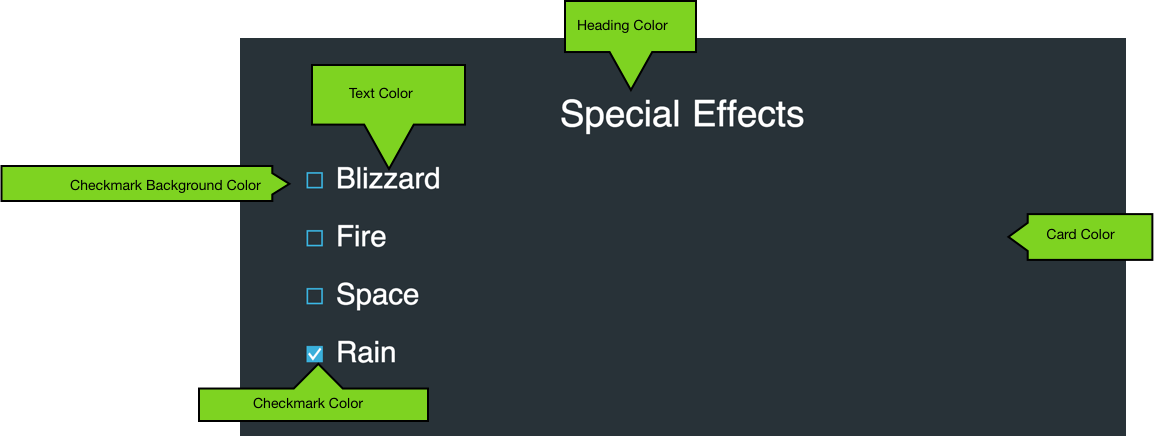 Heading Color
Text Color
Special Effects
Checkmark Background Color
Blizzard
Fire
Card Color
Space
Rain
Checkmark Color